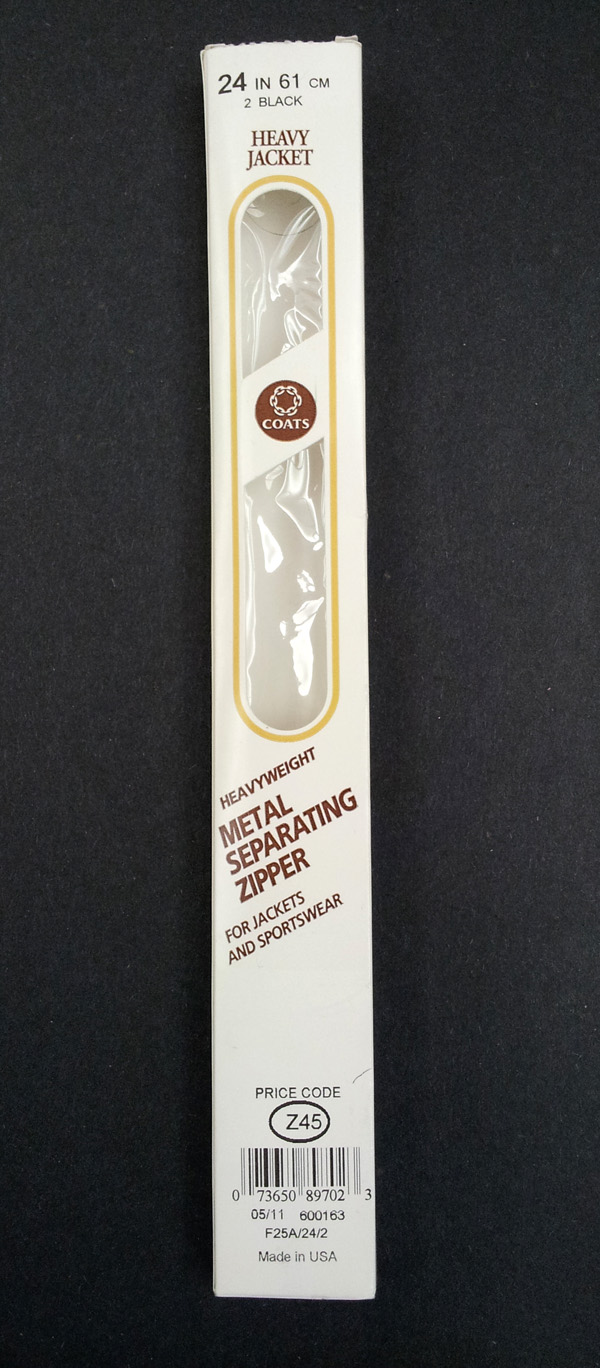 24 IN 61 CM
2 BLACK
HEAVY
JACKET
COATS
HEAVYWEIGHT
METAL
SEPARATING
ZIPPER
FOR JACKETS
AND SPORTSWEAR
PRICE CODE
Z45
0 73650 89702 3
05/11 600163
F25A/24/2
Made in USA